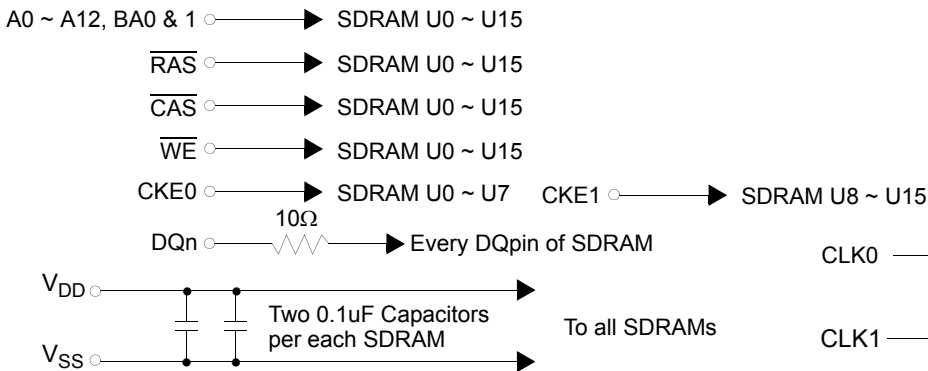 A0 ~ A12, BA0 & 1 SDRAM U0 ~ U15
RAS SDRAM U0 ~ U15
CAS SDRAM U0 ~ U15
WE SDRAM U0 ~ U15
CKE0 SDRAM U0 ~ U7 CKE1 SDRAM U8 ~ U15
10Ω
DQn Every DQpin of SDRAM
CLK0
VDD
Two 0.1uF Capacitors
per each SDRAM
To all SDRAMs
CLK1
VSS